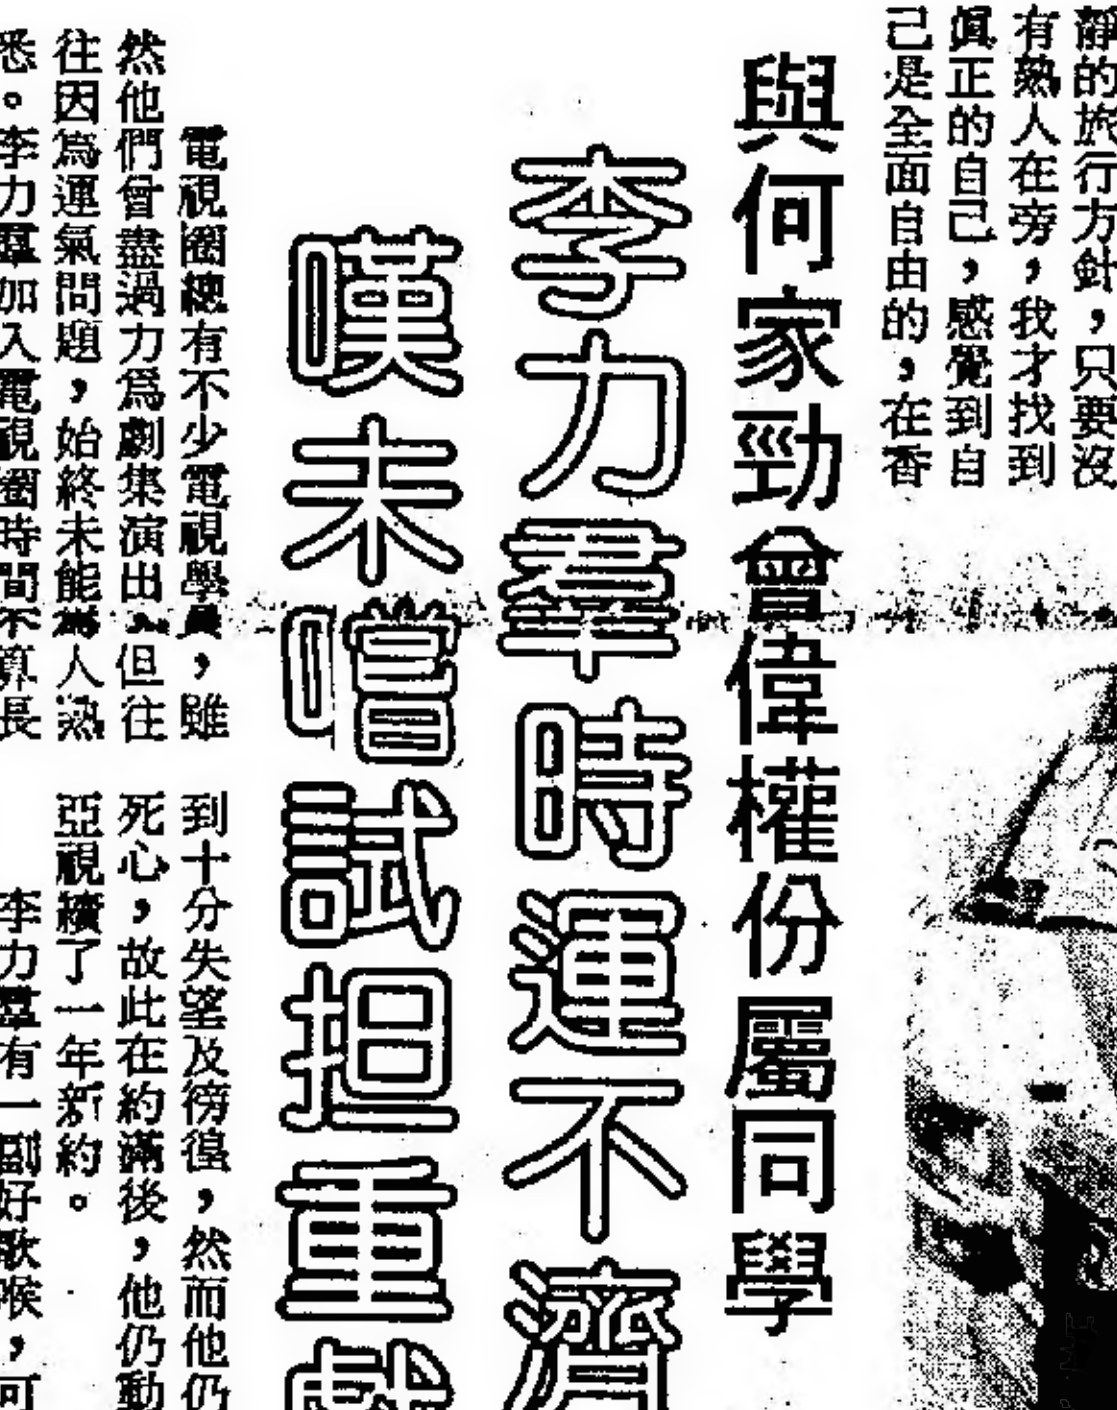 靜的旅行方針，只要沒
有熟人在旁，我才找到
眞正的自己，感覺到自
己是全面自由的，在香
與何家勁曾偉權份屬同學
李力羣時運不濟
嘆未嚐試担重戲
電視圈總有不少電視學員，雖
然他們曾盡過力爲劇集演出，但往
往因爲運氣問題，始終未能爲人熟
悉。李力羣加入電視圈時間不算長
到十分失望及徬徨，然而他仍
死心，故此在約滿後，他仍動
亞視續了一年新約。
李力羣有一副好歌喉，可